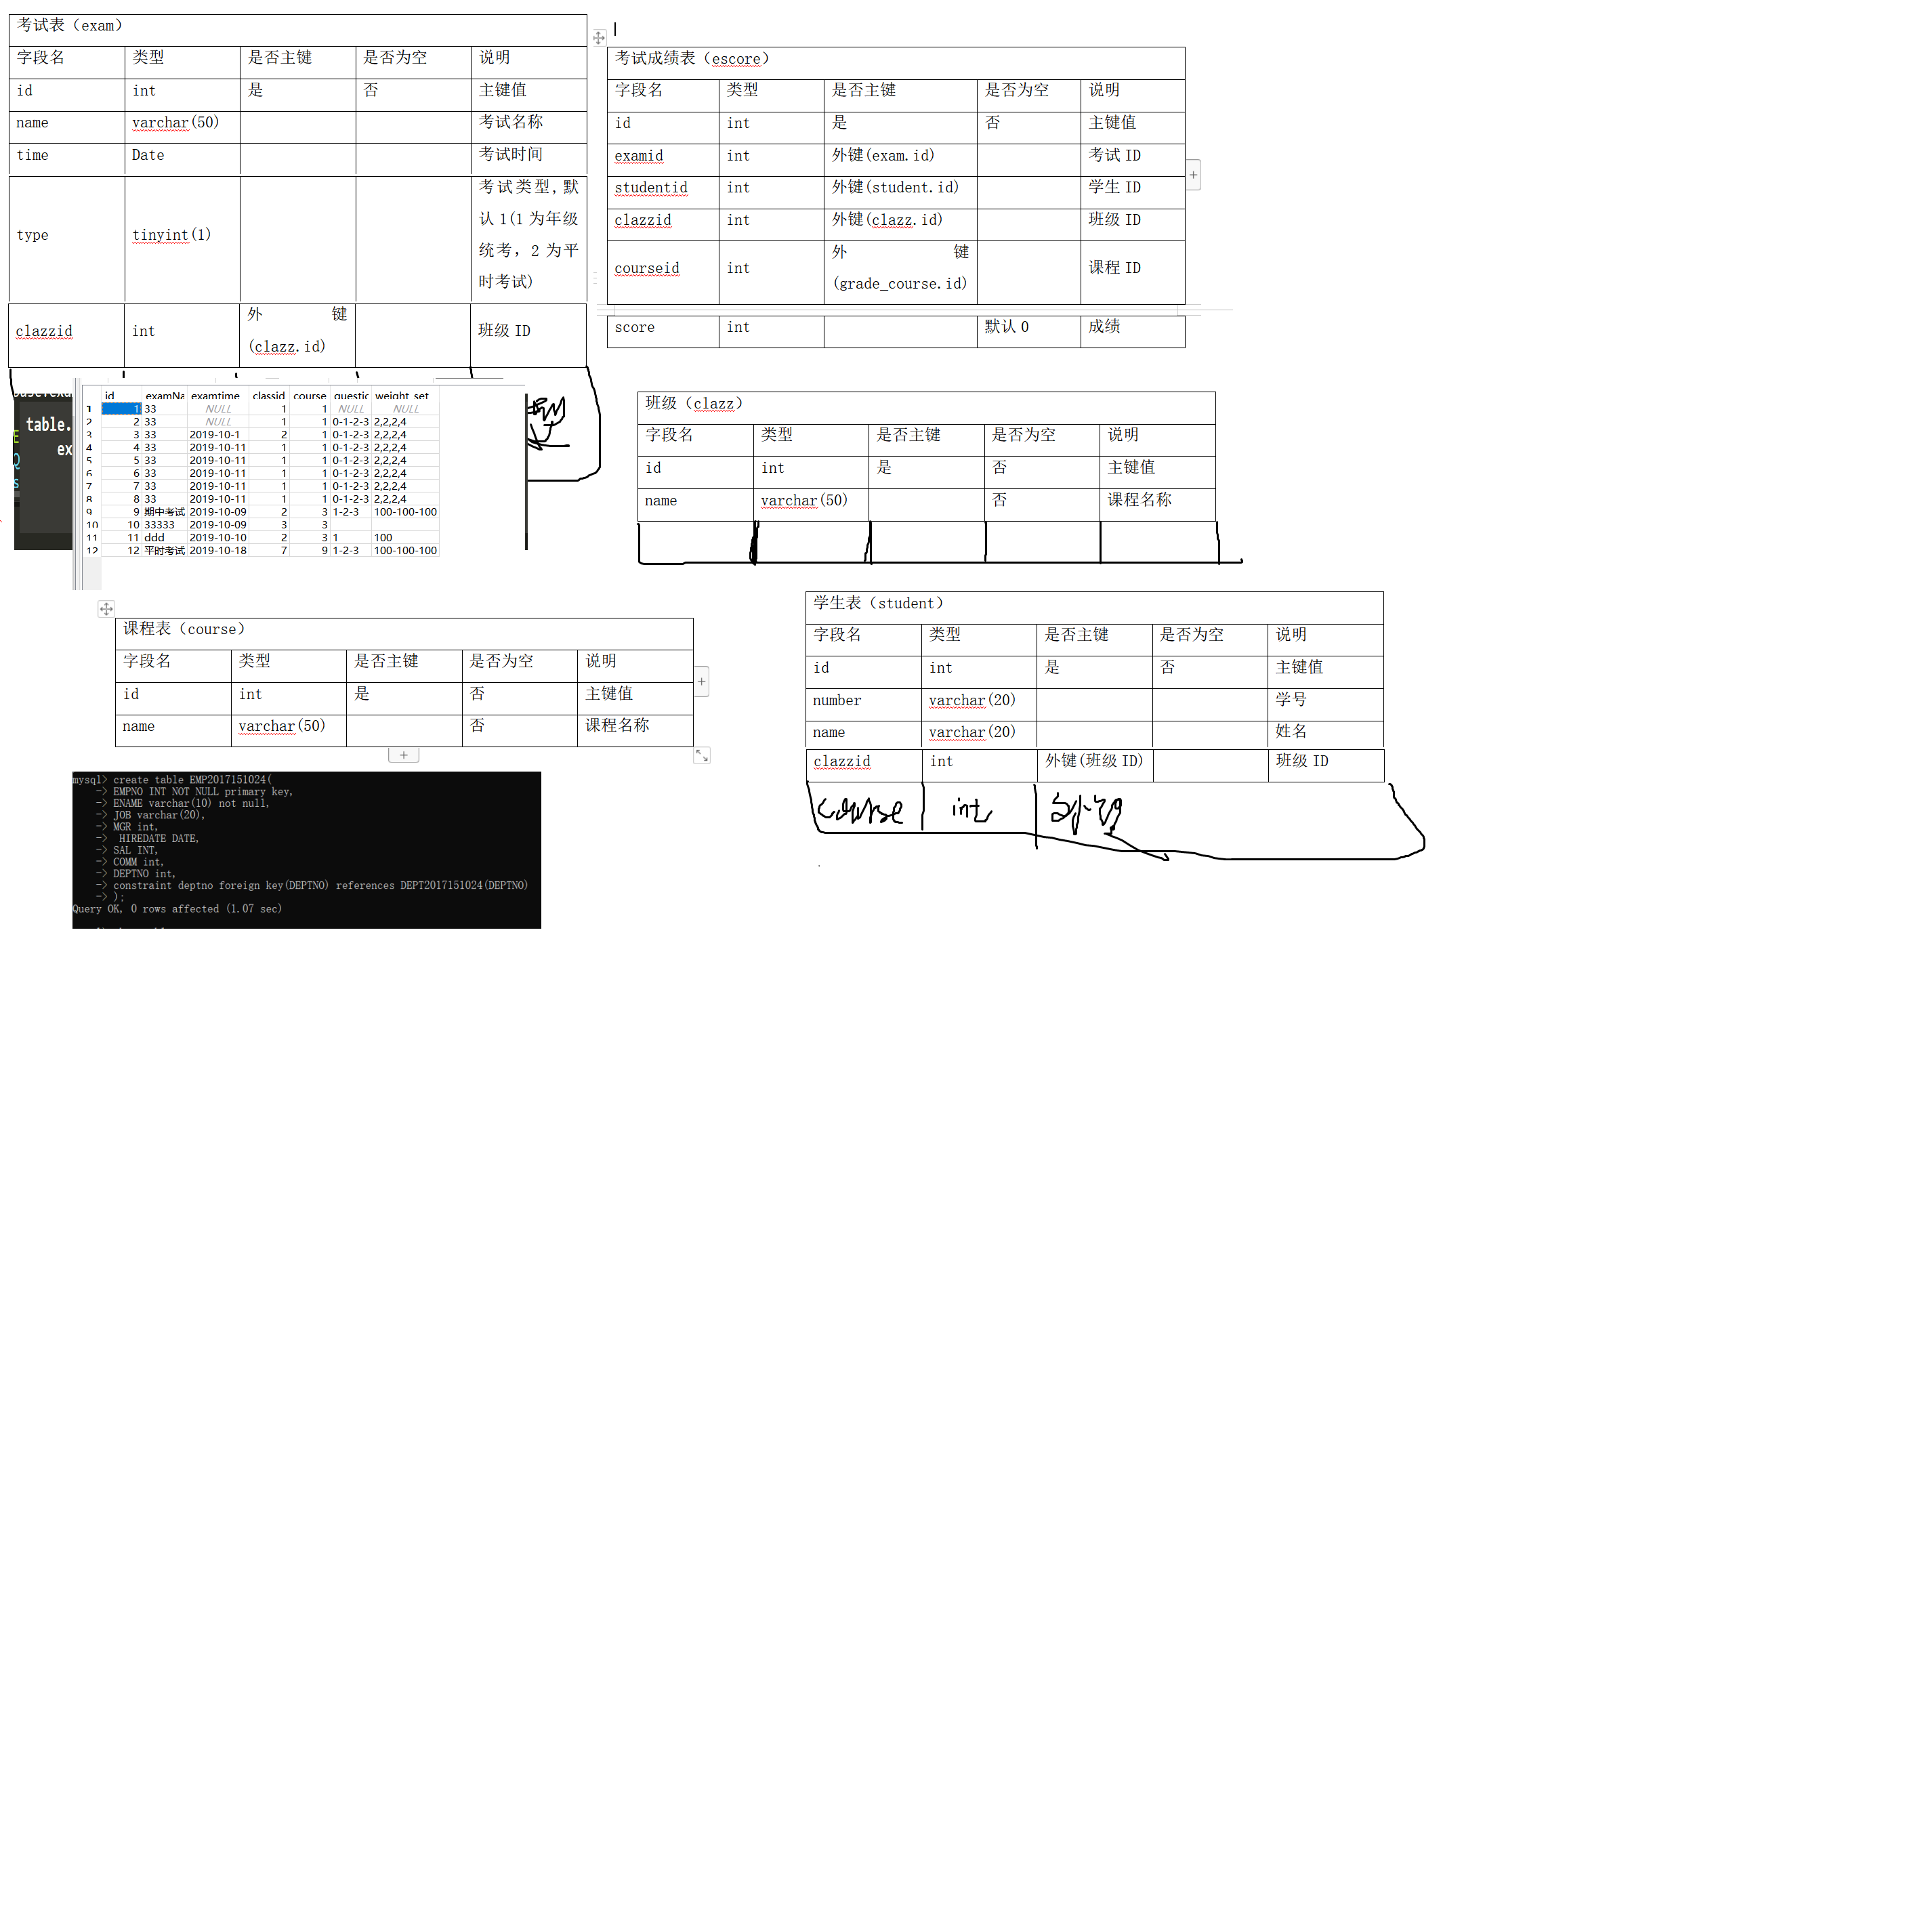 考试表（exam）
字段名 类型 是否主键 是否为空 说明
id int 是 否 主键值
name varchar(50) 考试名称
time Date 考试时间
type tinyint(1) 考试类型,默
认 1(1 为年级
统考，2 为平
时考试)
clazzid int 外 键
(clazz.id) 班级 ID
考试成绩表（escore）
字段名 类型 是否主键 是否为空 说明
id int 是 否 主键值
examid int 外键(exam.id) 考试 ID
studentid int 外键(student.id) 学生 ID
clazzid int 外键(clazz.id) 班级 ID
courseid int 外 键
(grade_course.id) 课程 ID
score int 默认 0 成绩
table.
ex
id examNa examtime classid course questic weight_set
1 1 33 NULL 1 1 NULL NULL
2 2 33 NULL 1 1 0-1-2-3 2,2,2,4
3 3 33 2019-10-1 2 1 0-1-2-3 2,2,2,4
4 4 33 2019-10-11 1 1 0-1-2-3 2,2,2,4
5 5 33 2019-10-11 1 1 0-1-2-3 2,2,2,4
6 6 33 2019-10-11 1 1 0-1-2-3 2,2,2,4
7 7 33 2019-10-11 1 1 0-1-2-3 2,2,2,4
8 8 33 2019-10-11 1 1 0-1-2-3 2,2,2,4
9 9 期中考试 2019-10-09 2 3 1-2-3 100-100-100
10 10 33333 2019-10-09 3 3
11 11 ddd 2019-10-10 2 3 1 100
12 12 平时考试 2019-10-18 7 9 1-2-3 100-100-100
班级（clazz）
字段名 类型 是否主键 是否为空 说明
id int 是 否 主键值
name varchar(50) 否 课程名称
课程表（course）
字段名 类型 是否主键 是否为空 说明
id int 是 否 主键值
name varchar(50) 否 课程名称
学生表（student）
字段名 类型 是否主键 是否为空 说明
id int 是 否 主键值
number varchar(20) 学号
name varchar(20) 姓名
clazzid int 外键(班级 ID) 班级 ID
course int
mysql> create table EMP2017151024(
-> EMPNO INT NOT NULL primary key,
-> ENAME varchar(10) not null,
-> JOB varchar(20),
-> MGR int,
-> HIREDATE DATE,
-> SAL INT,
-> COMM int,
-> DEPTNO int,
-> constraint deptno foreign key(DEPTNO) references DEPT2017151024(DEPTNO)
-> );
Query OK, 0 rows affected (1.07 sec)